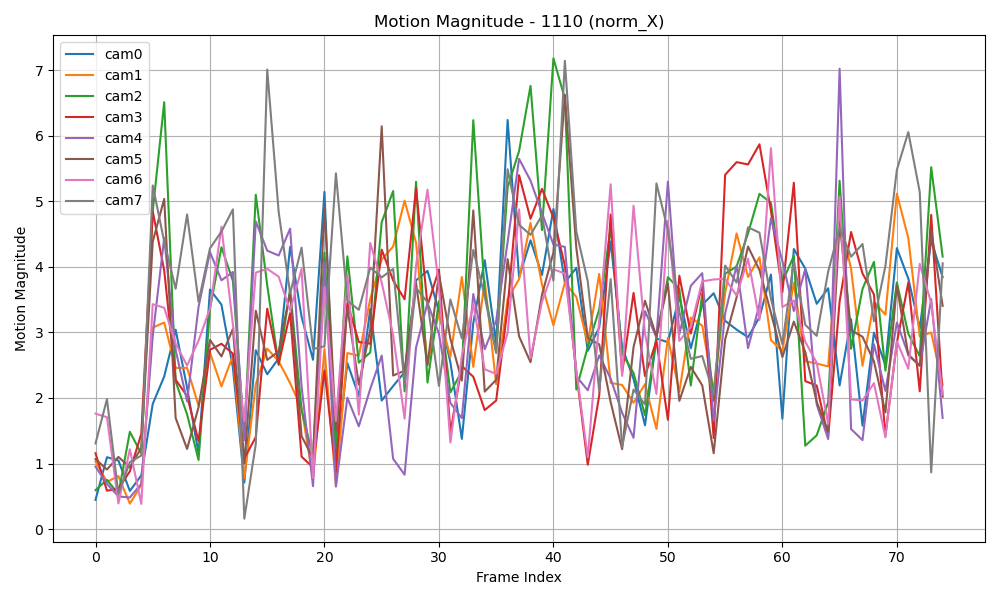 Motion Magnitude - 1110 (norm_X)
cam0
cam1
cam2
cam3
cam4
cam5
cam6
cam7
Motion Magnitude
7
6
5
4
3
2
1
0
0 10 20 30 40 50 60 70
Frame Index